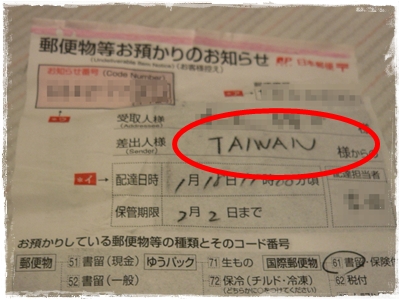 郵便物等お預かりのお知らせ
(Undeliverable Item Notice) (お客様控え)
お知らせ番号 (Code Number)
受取人様
(Addressee)
差出人様
(Sender)
TAIWAN
様から
配達日時
1月18日
配達担当者
保管期限
2月2日まで
お預かりしている郵便物等の種類とそのコード番号
郵便物 51 書留(現金) ゆうパック 71 生もの 国際郵便物 61 書留・保険付
52 書留(一般) 72 保冷(チルド・冷凍) 62 税付